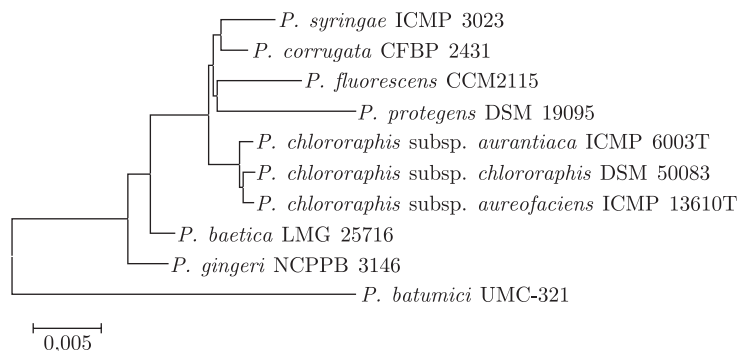 P. syringae ICMP 3023
P. corrugata CFBP 2431
P. fluorescens CCM2115
P. protegens DSM 19095
P. chlororaphis subsp. aurantiaca ICMP 6003T
P. chlororaphis subsp. chlororaphis DSM 50083
P. chlororaphis subsp. aureofaciens ICMP 13610T
P. baetica LMG 25716
P. gingeri NCPPB 3146
P. batumici UMC-321
0,005